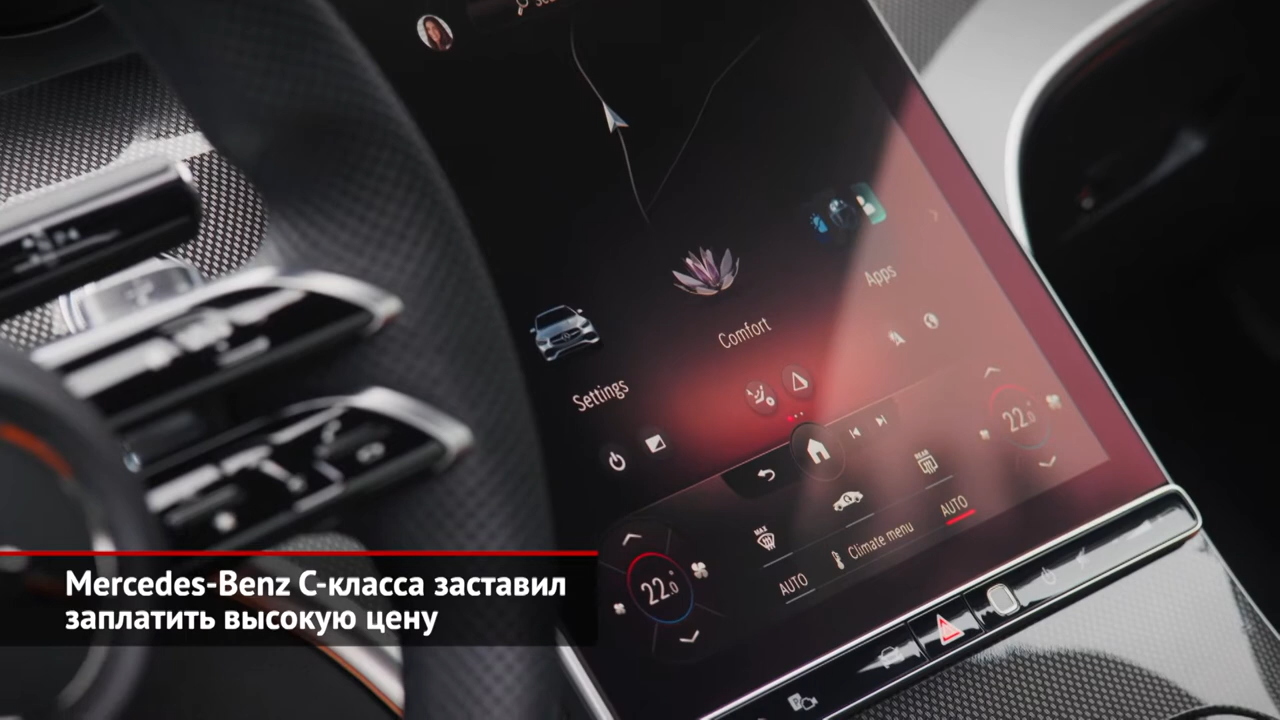 Comfort
Apps
Settings
22.0
22.0
MAX
REAR
AUTO
Climate menu
AUTO
Mercedes-Benz C-класса заставил
заплатить высокую цену